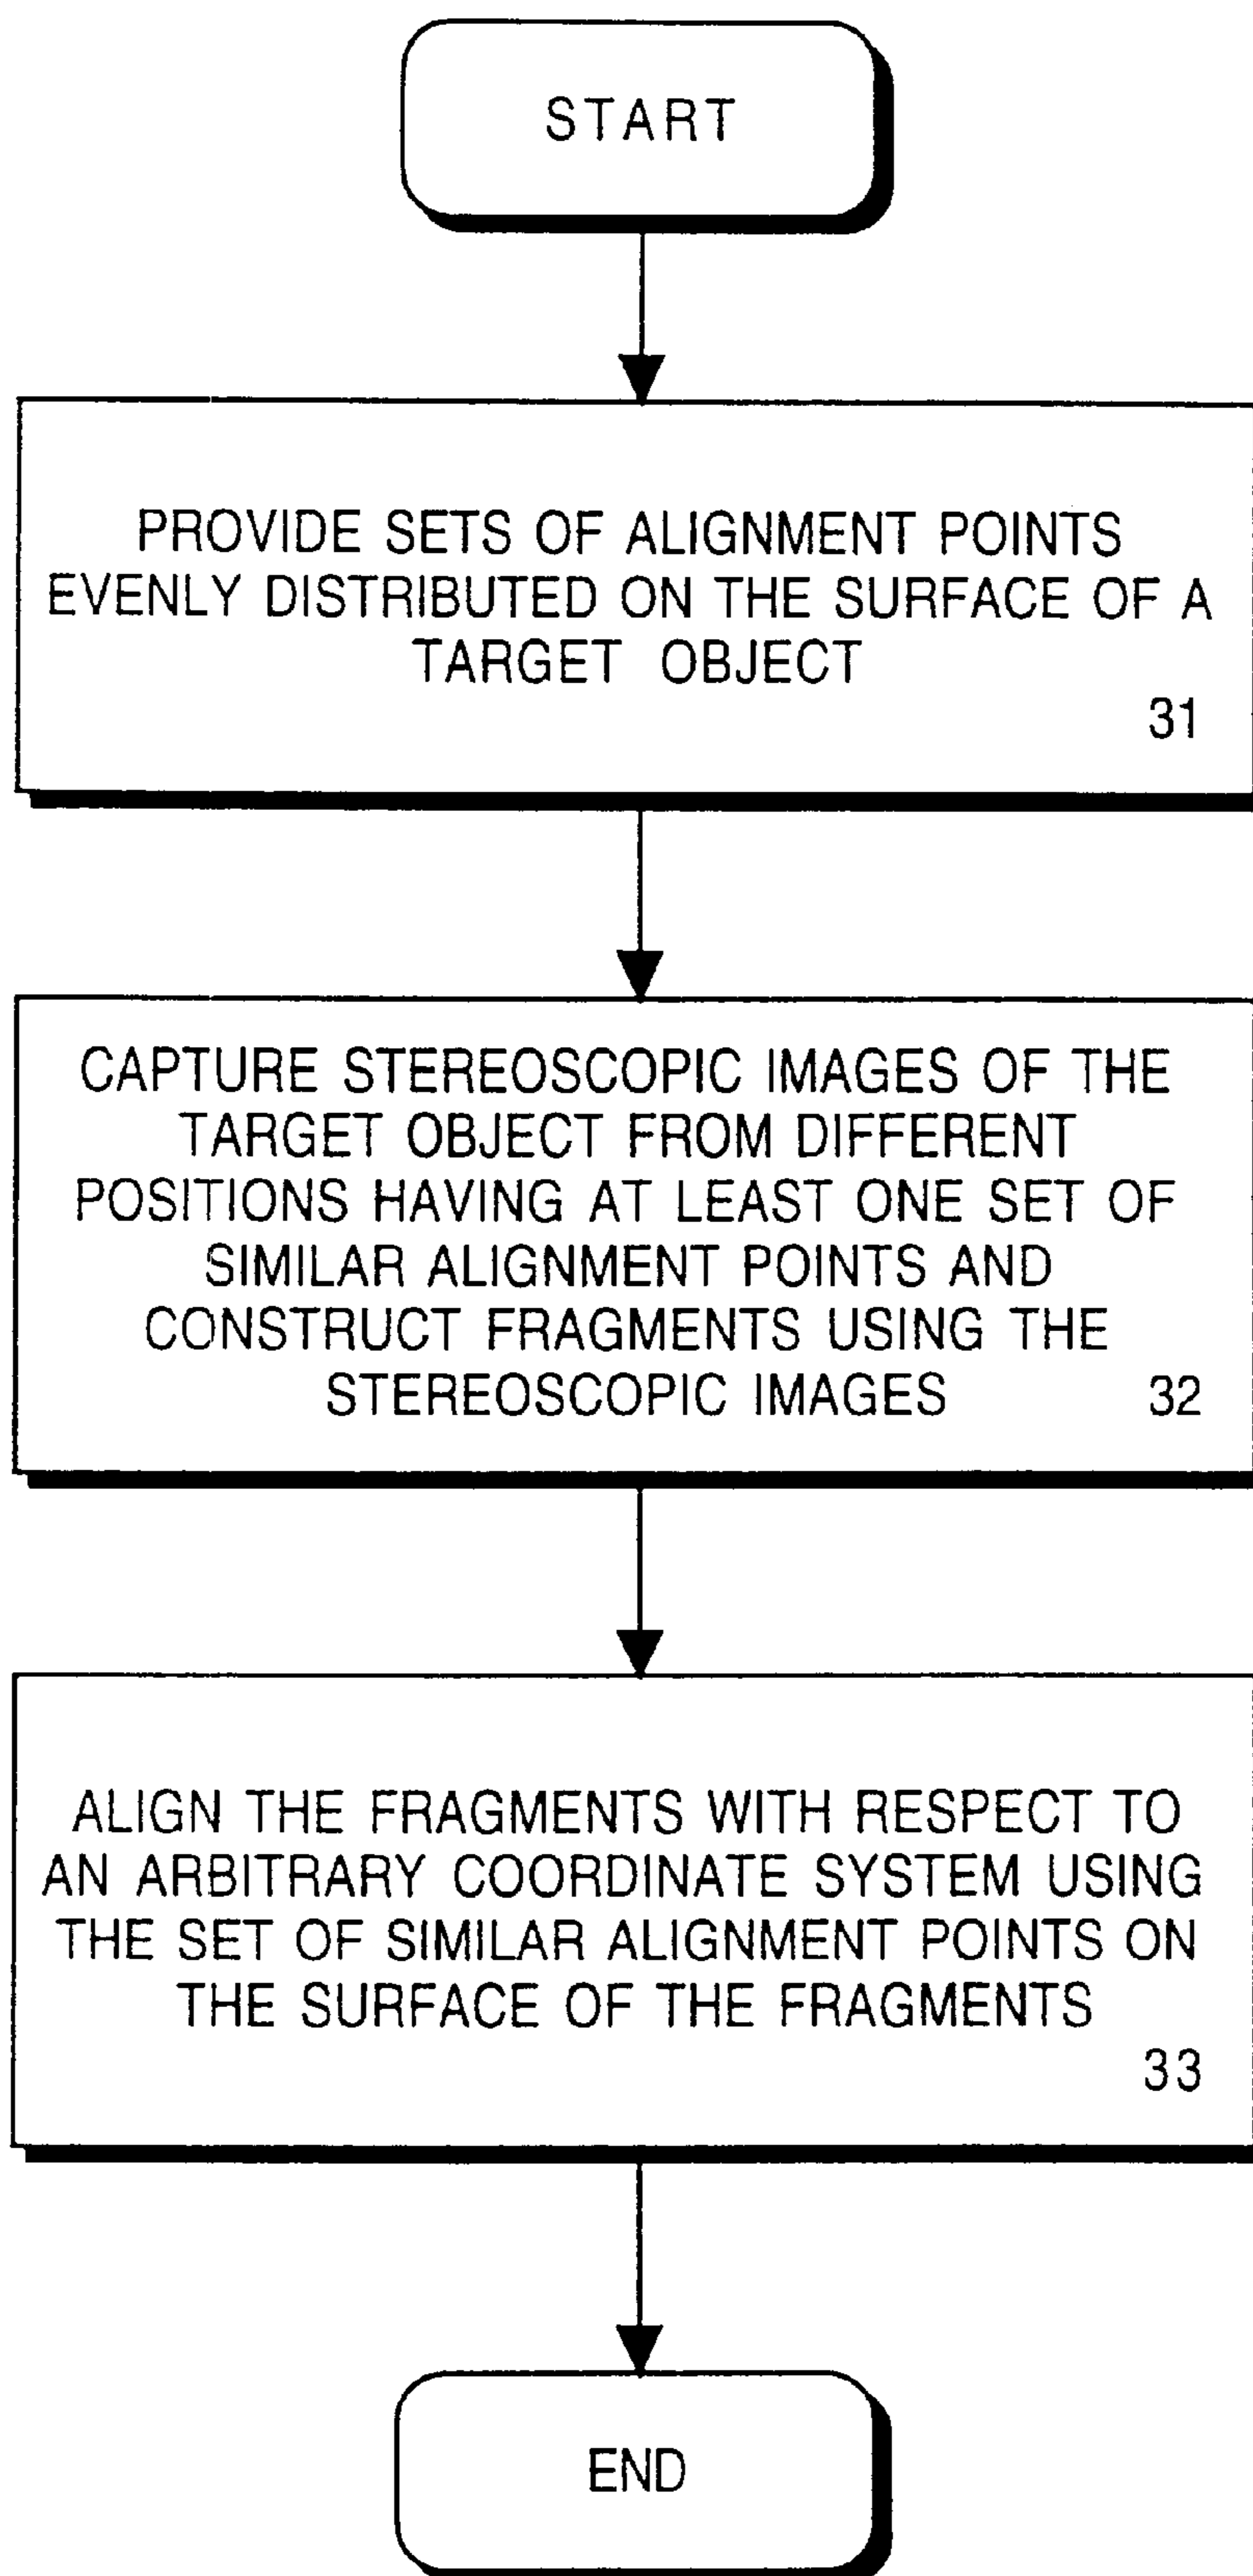 START
PROVIDE SETS OF ALIGNMENT POINTS
EVENLY DISTRIBUTED ON THE SURFACE OF A
TARGET OBJECT
31
CAPTURE STEREOSCOPIC IMAGES OF THE
TARGET OBJECT FROM DIFFERENT
POSITIONS HAVING AT LEAST ONE SET OF
SIMILAR ALIGNMENT POINTS AND
CONSTRUCT FRAGMENTS USING THE
STEREOSCOPIC IMAGES 32
ALIGN THE FRAGMENTS WITH RESPECT TO
AN ARBITRARY COORDINATE SYSTEM USING
THE SET OF SIMILAR ALIGNMENT POINTS ON
THE SURFACE OF THE FRAGMENTS
33
END